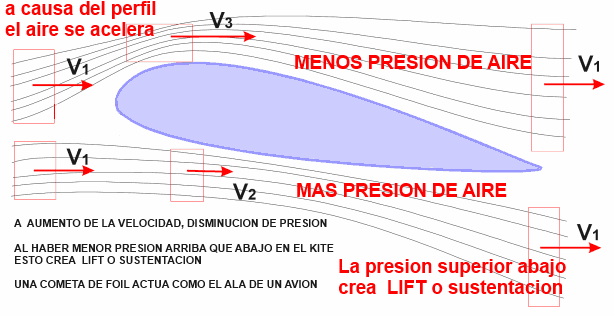 a causa del perfil
el aire se acelera
V3
V1
MENOS PRESION DE AIRE
V1
V1
V2
MAS PRESION DE AIRE
A AUMENTO DE LA VELOCIDAD, DISMINUCION DE PRESION
AL HABER MENOR PRESION ARRIBA QUE ABAJO EN EL KITE
ESTO CREA LIFT O SUSTENTACION
UNA COMETA DE FOIL ACTUA COMO EL ALA DE UN AVION
V1
La presion superior abajo
crea LIFT o sustentacion